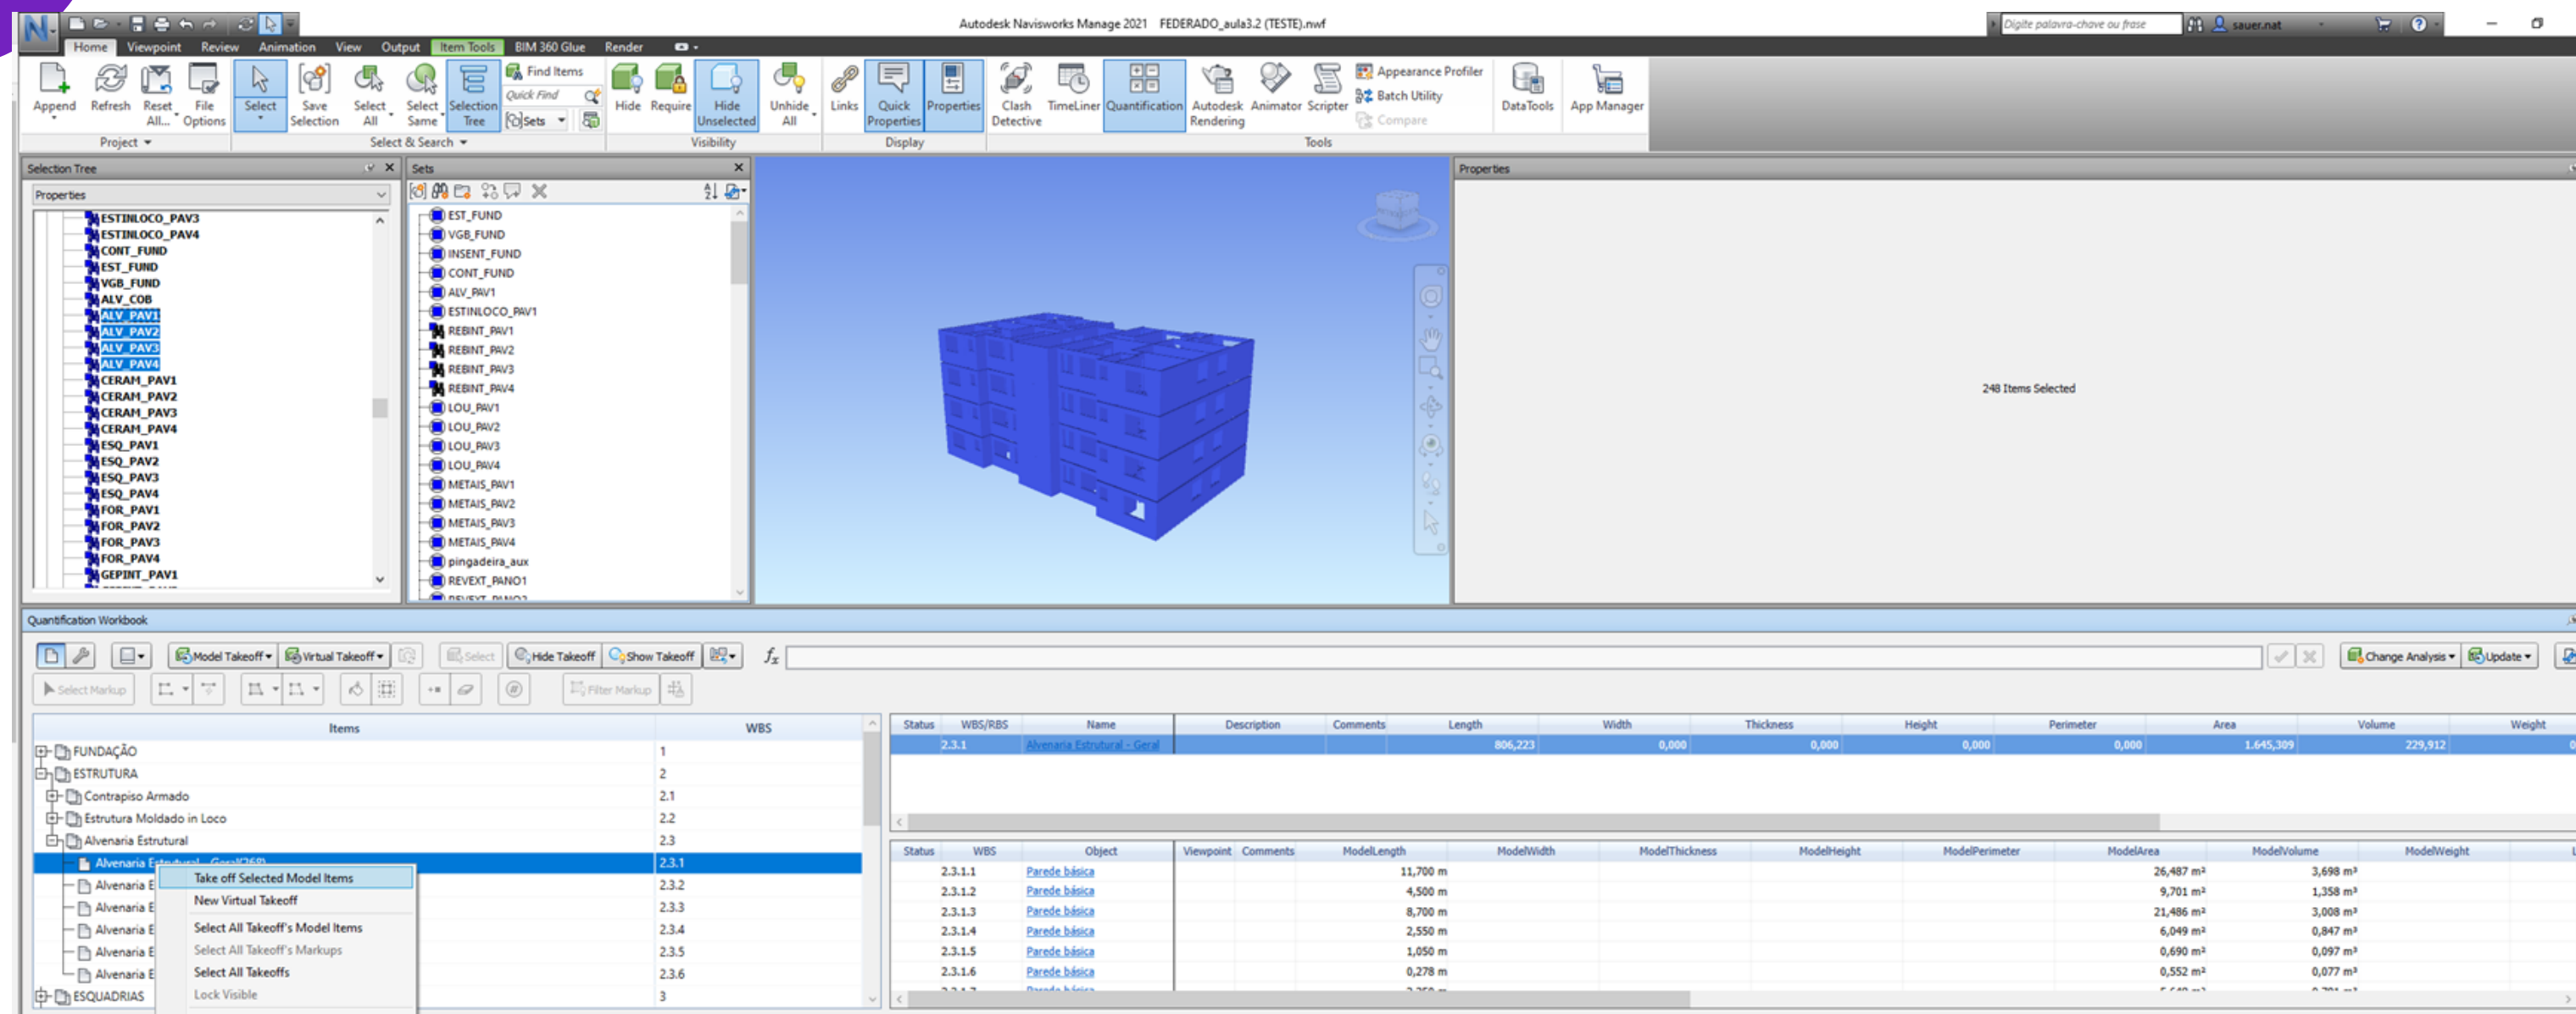 Autodesk Navisworks Manage 2021 FEDERADO_aula3.2 (TESTE).nwf
Digite palavra-chave ou frase
sauer.nat
Home Viewpoint Review Animation View Output Item Tools BIM 360 Glue Render
Append
Refresh
Reset All...
File Options
Select
Save Selection
Select All
Select Same
Selection Tree
Find Items
Quick Find
Sets
Hide
Require
Hide Unselected
Unhide All
Links
Quick Properties
Properties
Clash Detective
TimeLiner
Quantification
Autodesk Rendering
Animator
Scripter
Appearance Profiler
Batch Utility
Compare
DataTools
App Manager
Project
Select & Search
Visibility
Display
Tools
Selection Tree
Properties
ESTINLOCO_PAV3
ESTINLOCO_PAV4
CONT_FUND
EST_FUND
VGB_FUND
ALV_COB
ALV_PAV1
ALV_PAV2
ALV_PAV3
ALV_PAV4
CERAM_PAV1
CERAM_PAV2
CERAM_PAV3
CERAM_PAV4
ESQ_PAV1
ESQ_PAV2
ESQ_PAV3
ESQ_PAV4
FOR_PAV1
FOR_PAV2
FOR_PAV3
FOR_PAV4
GEPINT_PAV1
Sets
EST_FUND
VGB_FUND
INSENT_FUND
CONT_FUND
ALV_PAV1
ESTINLOCO_PAV1
REBINT_PAV1
REBINT_PAV2
REBINT_PAV3
REBINT_PAV4
LOU_PAV1
LOU_PAV2
LOU_PAV3
LOU_PAV4
METAIS_PAV1
METAIS_PAV2
METAIS_PAV3
METAIS_PAV4
pingadeira_aux
REVEXT_PANO1
Properties
248 Items Selected
Quantification Workbook
Model Takeoff Virtual Takeoff Select Hide Takeoff Show Takeoff fx Change Analysis Update
Select Markup Filter Markup
Items WBS
FUNDAÇÃO 1
ESTRUTURA 2
Contrapiso Armado 2.1
Estrutura Moldado in Loco 2.2
Alvenaria Estrutural 2.3
Alvenaria Estrutural - Geral(268) 2.3.1
Alvenaria E 2.3.2
Alvenaria E 2.3.3
Alvenaria E 2.3.4
Alvenaria E 2.3.5
Alvenaria E 2.3.6
ESQUADRIAS 3
Take off Selected Model Items
New Virtual Takeoff
Select All Takeoff's Model Items
Select All Takeoff's Markups
Select All Takeoffs
Lock Visible
Status WBS/RBS Name Description Comments Length Width Thickness Height Perimeter Area Volume Weight
2.3.1 Alvenaria Estrutural - Geral 806,223 0,000 0,000 0,000 0,000 1.645,309 229,912 0
Status WBS Object Viewpoint Comments ModelLength ModelWidth ModelThickness ModelHeight ModelPerimeter ModelArea ModelVolume ModelWeight
2.3.1.1 Parede básica 11,700 m 26,487 m² 3,698 m³
2.3.1.2 Parede básica 4,500 m 9,701 m² 1,358 m³
2.3.1.3 Parede básica 8,700 m 21,486 m² 3,008 m³
2.3.1.4 Parede básica 2,550 m 6,049 m² 0,847 m³
2.3.1.5 Parede básica 1,050 m 0,690 m² 0,097 m³
2.3.1.6 Parede básica 0,278 m 0,552 m² 0,077 m³